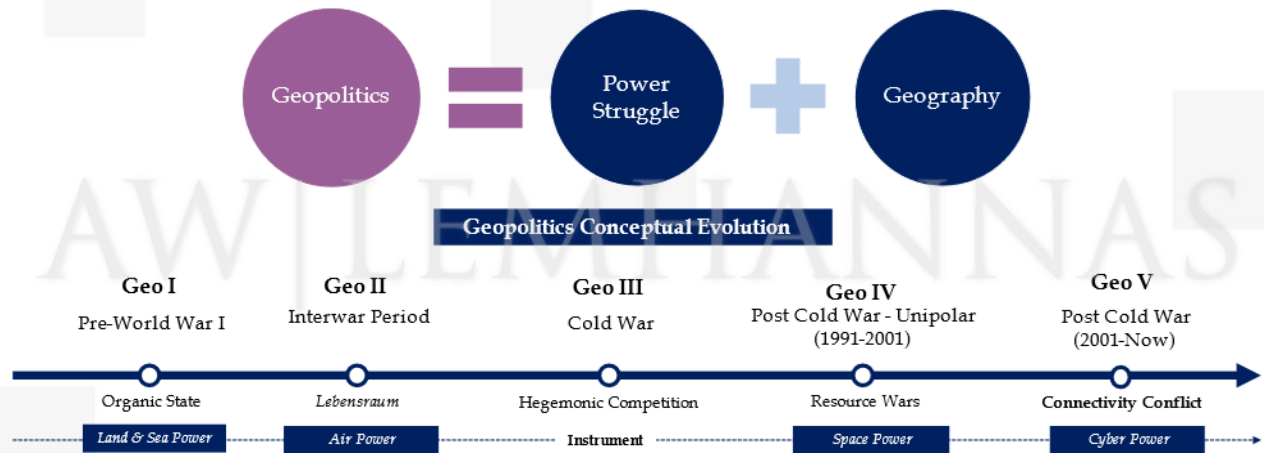 Geopolitics
Power
Struggle
Geography
AW|LEMHANNAS
Geopolitics Conceptual Evolution
Geo I
Pre-World War I
Geo II
Interwar Period
Geo III
Cold War
Geo IV
Post Cold War - Unipolar
(1991-2001)
Geo V
Post Cold War
(2001-Now)
Organic State
Lebensraum
Hegemonic Competition
Resource Wars
Connectivity Conflict
Land & Sea Power
Air Power
Instrument
Space Power
Cyber Power